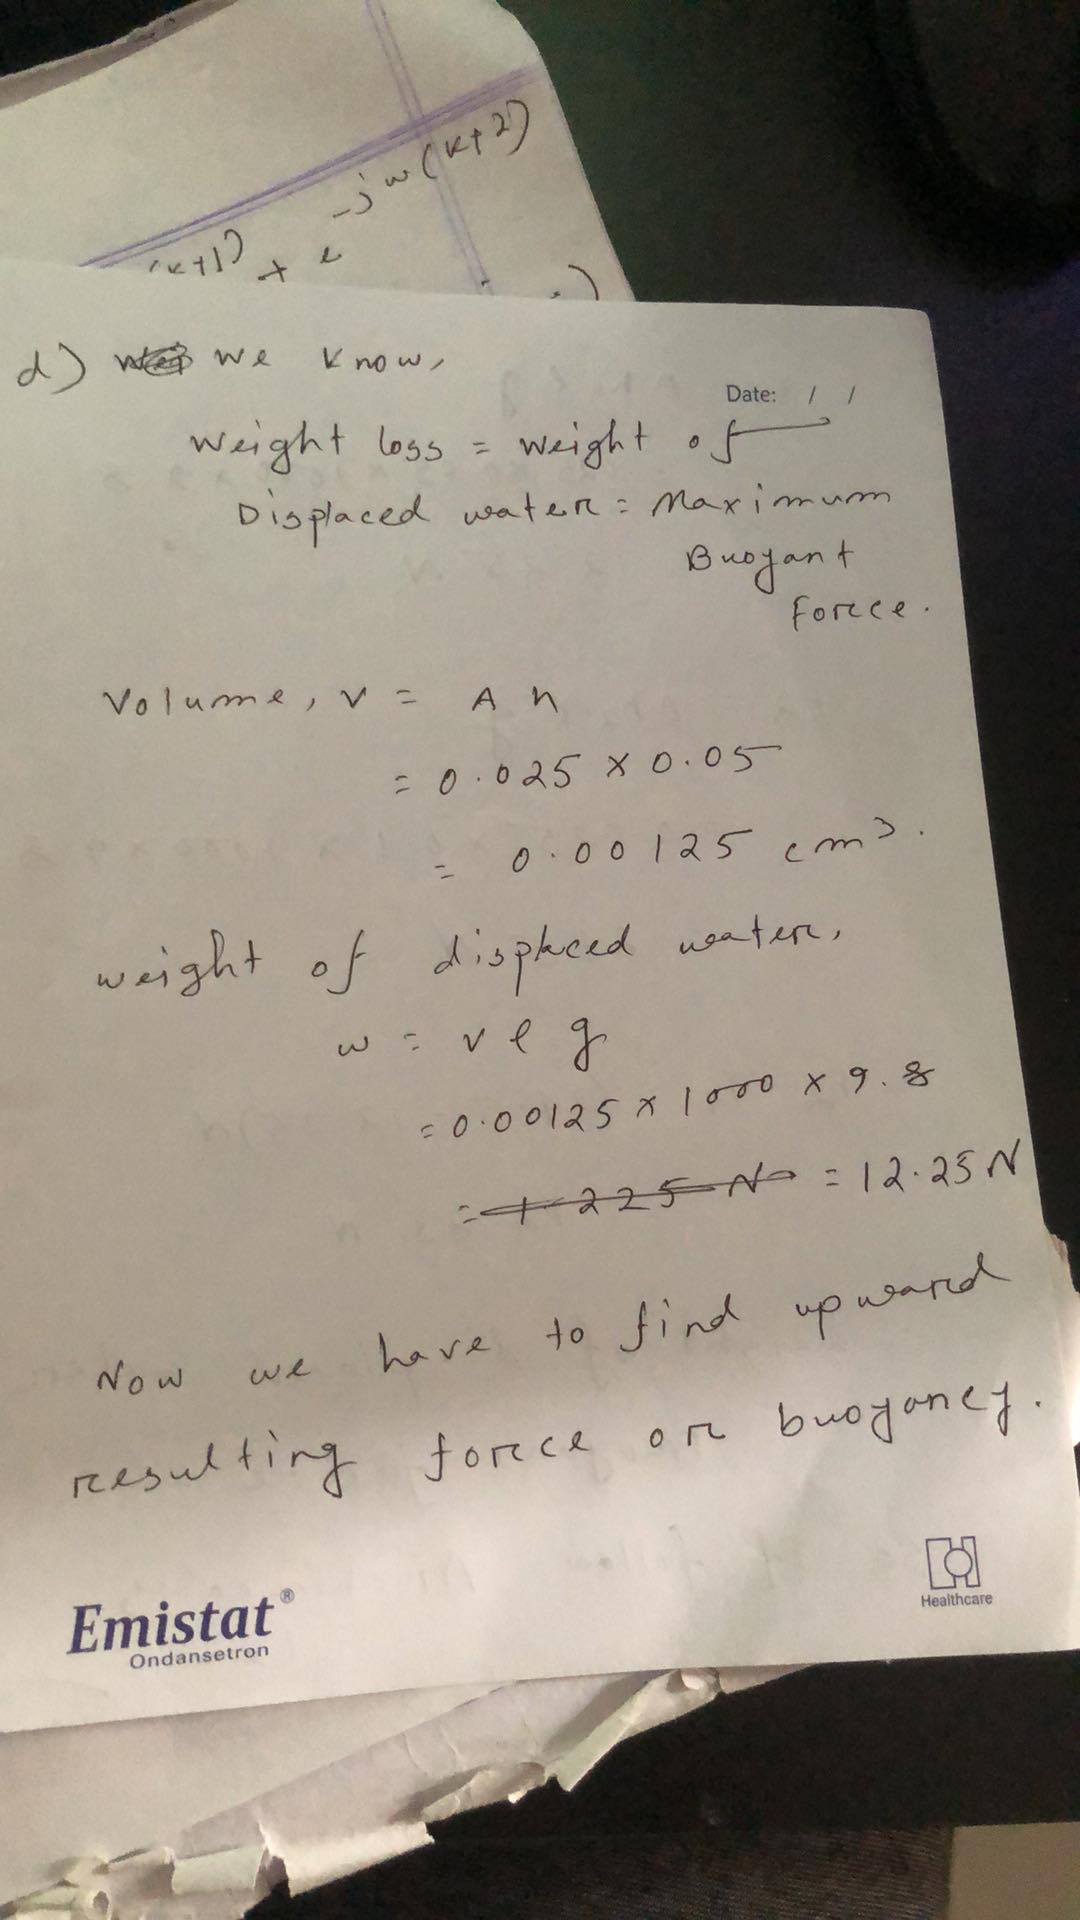 -jw(k+2)
(k+1) + e
)
d) we know,
Date: / /
Weight loss = weight of
Displaced water = Maximum
Buoyant
Force.
Volume, v = A h
= 0.025 × 0.05
= 0.00125 cm³.
weight of displaced water,
w = v ρ g
= 0.00125 × 1000 × 9.8
= 1.225 N = 12.25 N
Now we have to find upward
resulting force or buoyancy.
Emistat®
Ondansetron
Healthcare